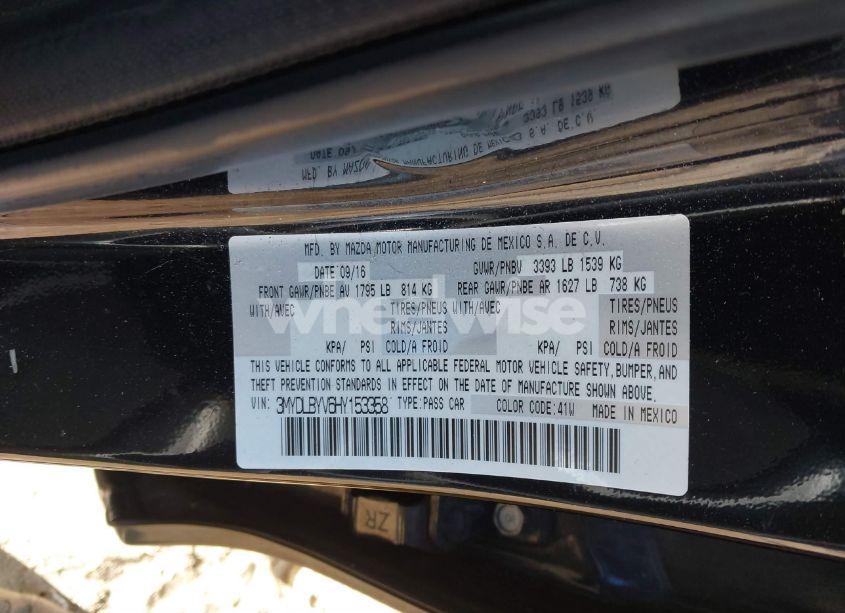 MFD. BY MAZDA MOTOR MANUFACTURING DE MEXICO S.A. DE C.V.
DATE:09/16 GVWR/PNBV 3393 LB 1539 KG
FRONT GAWR/PNBE AV 1795 LB 814 KG REAR GAWR/PNBE AR 1627 LB 738 KG
WITH/AVEC TIRES/PNEUS WITH/AVEC TIRES/PNEUS
RIMS/JANTES RIMS/JANTES
KPA/ PSI COLD/A FROID KPA/ PSI COLD/A FROID
wheelwise
THIS VEHICLE CONFORMS TO ALL APPLICABLE FEDERAL MOTOR VEHICLE SAFETY, BUMPER, AND
THEFT PREVENTION STANDARDS IN EFFECT ON THE DATE OF MANUFACTURE SHOWN ABOVE.
VIN: 3MYDLBYV6HY153358 TYPE:PASS CAR COLOR CODE:41W MADE IN MEXICO
ZR